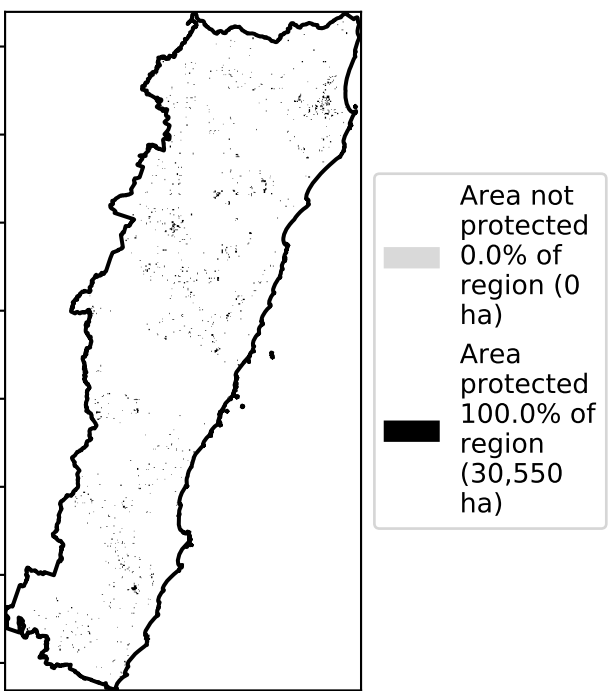 Area not
protected
0.0% of
region (0
ha)
Area
protected
100.0% of
region
(30,550
ha)